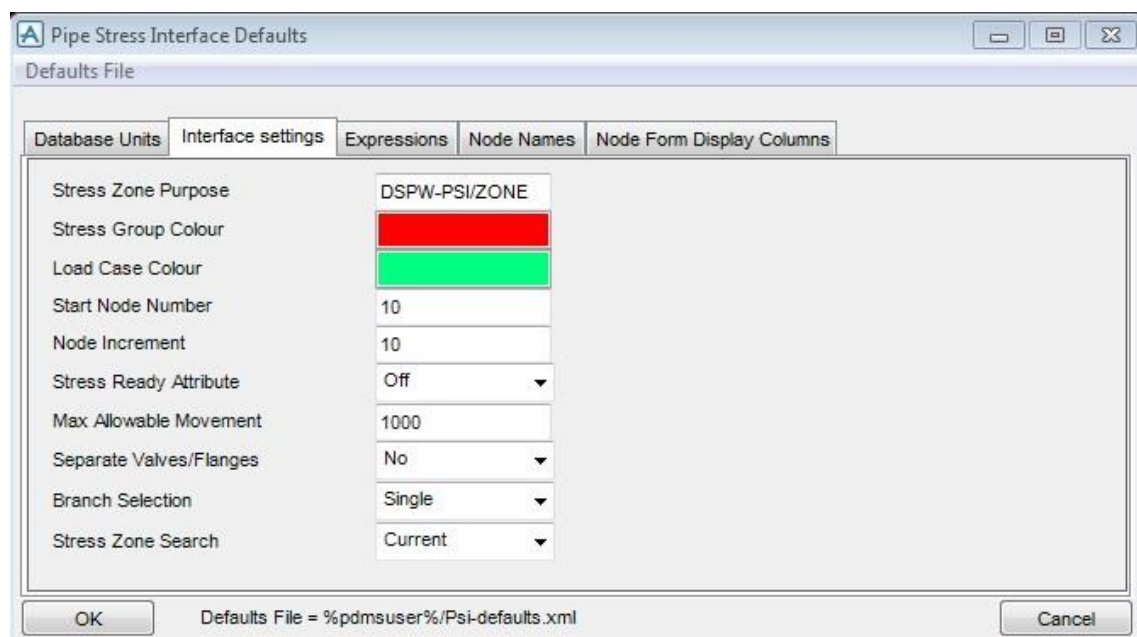 Pipe Stress Interface Defaults
Defaults File
Database Units Interface settings Expressions Node Names Node Form Display Columns
Stress Zone Purpose DSPW-PSI/ZONE
Stress Group Colour
Load Case Colour
Start Node Number 10
Node Increment 10
Stress Ready Attribute Off
Max Allowable Movement 1000
Separate Valves/Flanges No
Branch Selection Single
Stress Zone Search Current
OK Defaults File = %pdmsuser%/Psi-defaults.xml Cancel